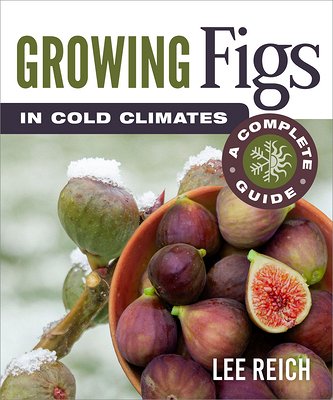 GROWING Figs
IN COLD CLIMATES
• A COMPLETE •
GUIDE
LEE REICH